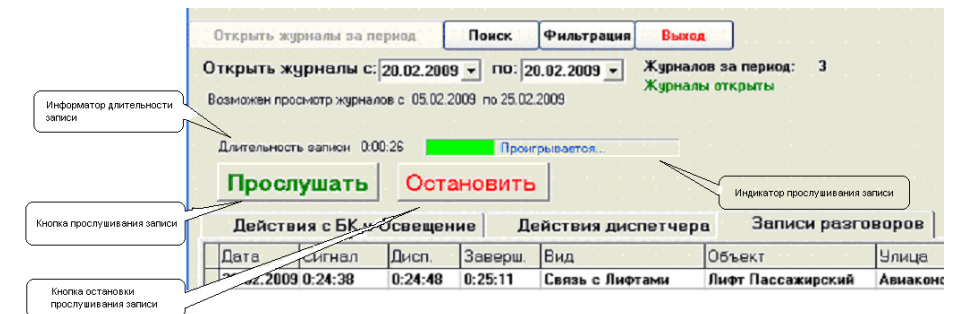 Открыть журналы за период Поиск Фильтрация Выход
Открыть журналы с: 20.02.2009 по: 20.02.2009 Журналов за период: 3
Журналы открыты
Возможен просмотр журналов с 05.02.2009 по 25.02.2009
Информатор длительности
записи
Длительность записи 0:00:26 Проигрывается...
Прослушать Остановить
Индикатор прослушивания записи
Кнопка прослушивания записи
Действия с БК и Освещение Действия диспетчера Записи разговоров
Дата Сигнал Дисп. Заверш. Вид Объект Улица
20.02.2009 0:24:38 0:24:48 0:25:11 Связь с Лифтами Лифт Пассажирский Авиаконс
Кнопка остановки
прослушивания записи